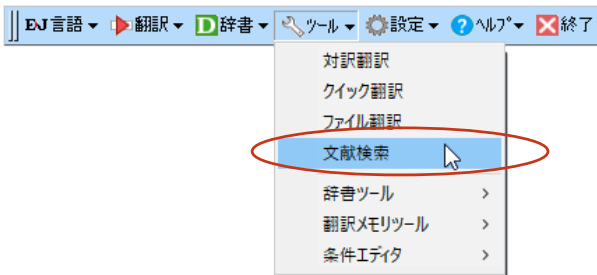 EJ 言語 翻訳 D 辞書 ツール 設定 ? ヘルプ 終了
対訳翻訳
クイック翻訳
ファイル翻訳
文献検索
辞書ツール
翻訳メモリツール
条件エディタ